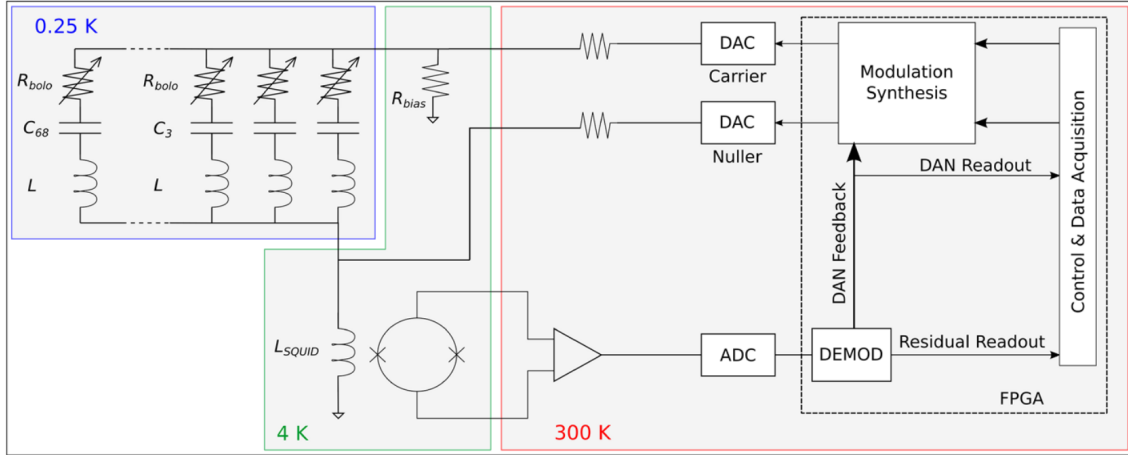 0.25 K
R_bolo
R_bolo
R_bias
C_68
C_3
L
L
L_SQUID
4 K
300 K
DAC
Carrier
DAC
Nuller
Modulation
Synthesis
DAN Readout
DAN Feedback
Control & Data Acquisition
ADC
DEMOD
Residual Readout
FPGA